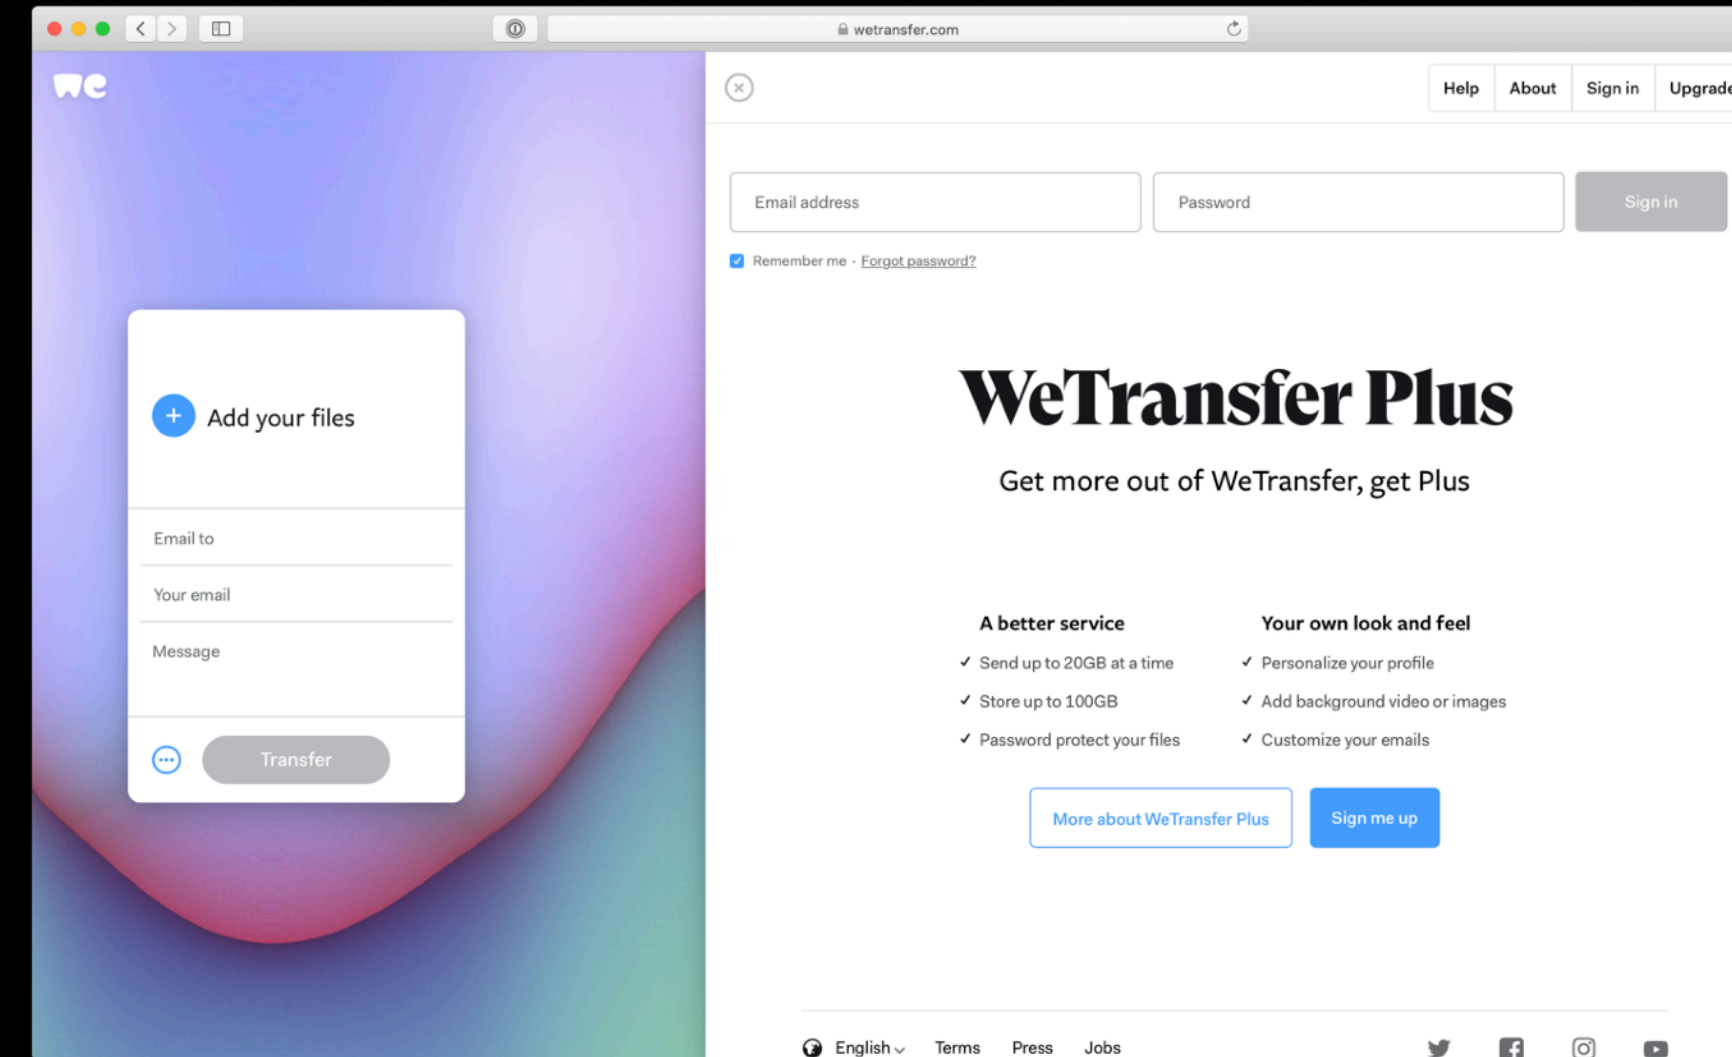 wetransfer.com
we
Help About Sign in Upgrade
Email address Password Sign in
Remember me · Forgot password?
Add your files
Email to
Your email
Message
Transfer
WeTransfer Plus
Get more out of WeTransfer, get Plus
A better service
✓ Send up to 20GB at a time
✓ Store up to 100GB
✓ Password protect your files
Your own look and feel
✓ Personalize your profile
✓ Add background video or images
✓ Customize your emails
More about WeTransfer Plus Sign me up
English Terms Press Jobs